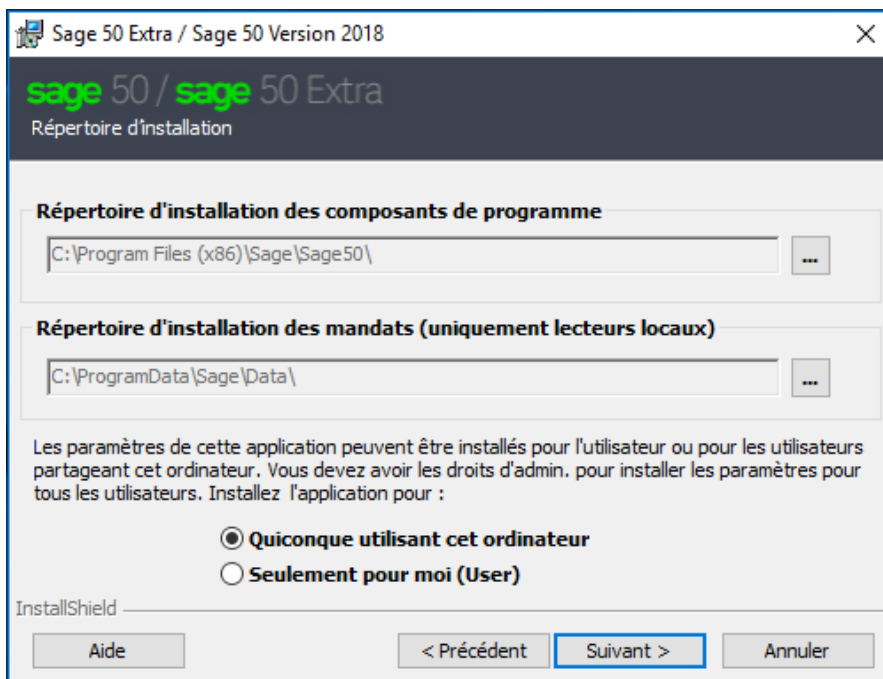 Sage 50 Extra / Sage 50 Version 2018
sage 50 / sage 50 Extra
Répertoire d'installation
Répertoire d'installation des composants de programme
C:\Program Files (x86)\Sage\Sage50\
...
Répertoire d'installation des mandats (uniquement lecteurs locaux)
C:\ProgramData\Sage\Data\
...
Les paramètres de cette application peuvent être installés pour l'utilisateur ou pour les utilisateurs
partageant cet ordinateur. Vous devez avoir les droits d'admin. pour installer les paramètres pour
tous les utilisateurs. Installez l'application pour :
Quiconque utilisant cet ordinateur
Seulement pour moi (User)
InstallShield
Aide
< Précédent
Suivant >
Annuler